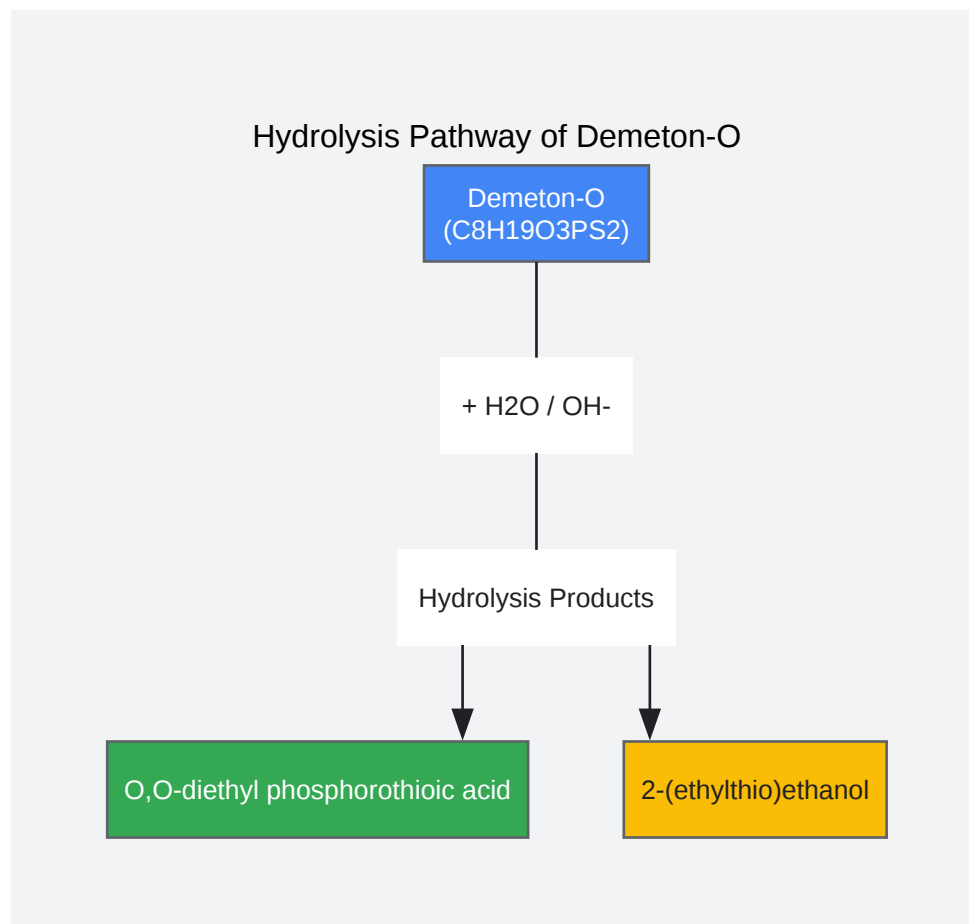 Hydrolysis Pathway of Demeton-O
Demeton-O
(C8H19O3PS2)
+ H2O / OH-
Hydrolysis Products
O,O-diethyl phosphorothioic acid
2-(ethylthio)ethanol